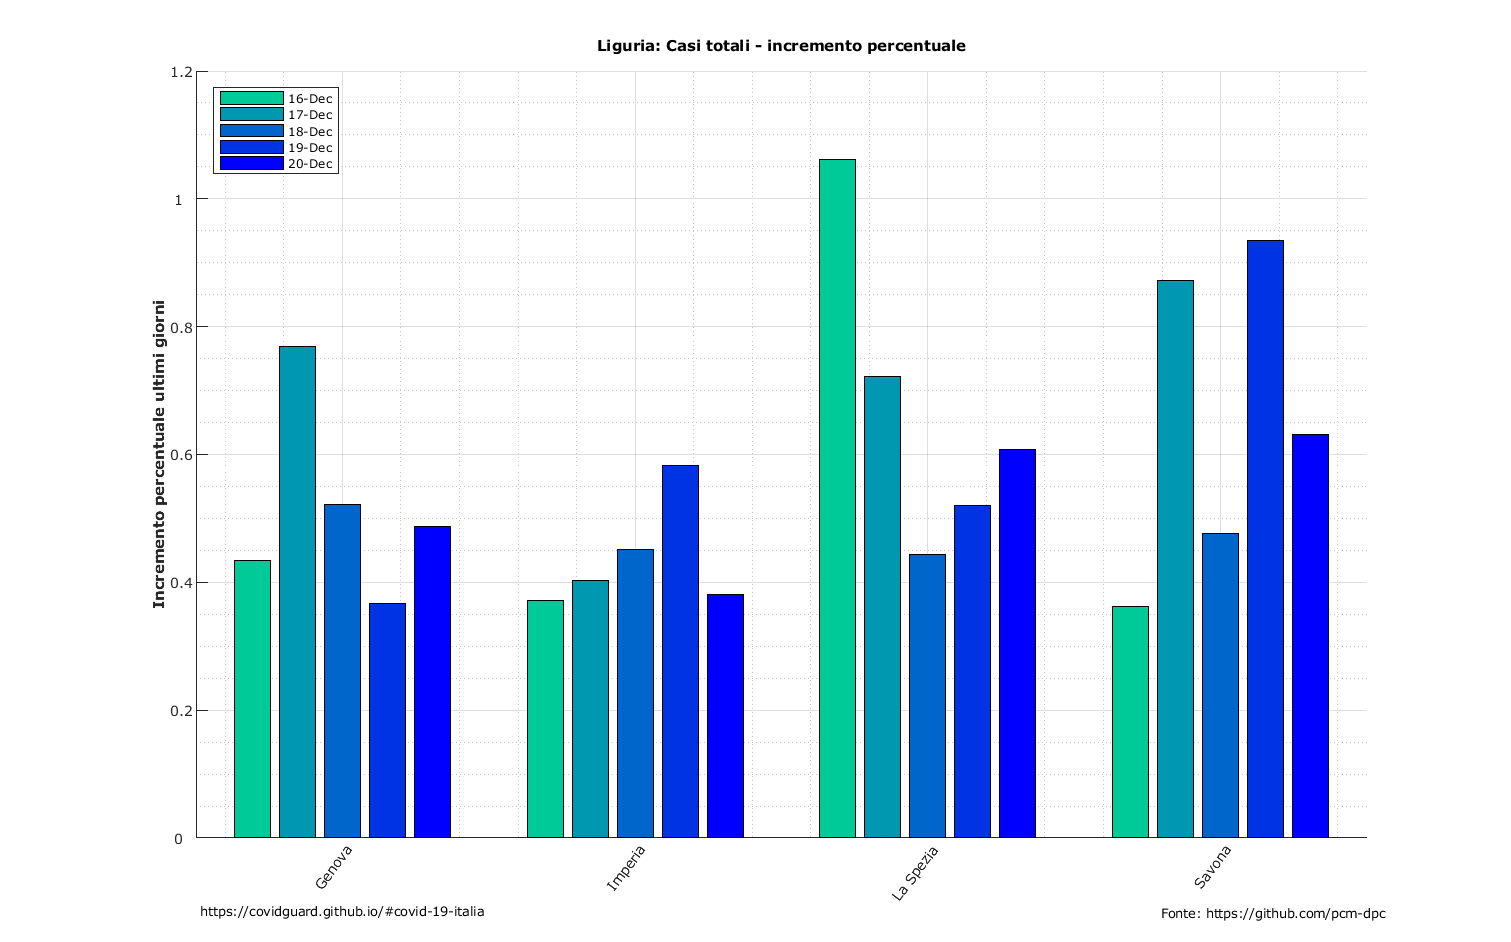 Liguria: Casi totali - incremento percentuale
1.2
1
0.8
0.6
0.4
0.2
0
Incremento percentuale ultimi giorni
16-Dec
17-Dec
18-Dec
19-Dec
20-Dec
Genova
Imperia
La Spezia
Savona
https://covidguard.github.io/#covid-19-italia
Fonte: https://github.com/pcm-dpc